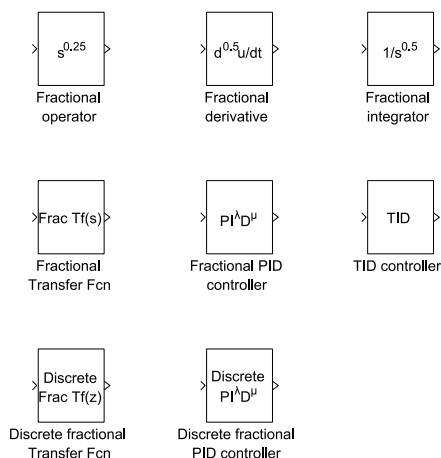 s^0.25
Fractional
operator
d^0.5u/dt
Fractional
derivative
1/s^0.5
Fractional
integrator
Frac Tf(s)
Fractional
Transfer Fcn
PI^λD^μ
Fractional PID
controller
TID
TID controller
Discrete
Frac Tf(z)
Discrete fractional
Transfer Fcn
Discrete
PI^λD^μ
Discrete fractional
PID controller